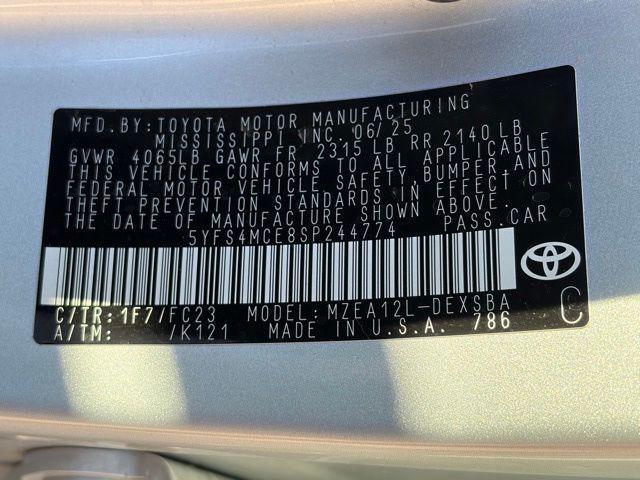 MFD. BY: TOYOTA MOTOR MANUFACTURING
MISSISSIPPI, INC. 06/25
GVWR 4065LB GAWR FR 2315 LB RR 2140 LB
THIS VEHICLE CONFORMS TO ALL APPLICABLE
FEDERAL MOTOR VEHICLE SAFETY, BUMPER, AND
THEFT PREVENTION STANDARDS IN EFFECT ON
THE DATE OF MANUFACTURE SHOWN ABOVE.
5YFS4MCE8SP244774 PASS. CAR
C/TR: 1F7/FC23 MODEL: MZEA12L-DEXSBA C
A/TM: /K121 MADE IN U.S.A. 786